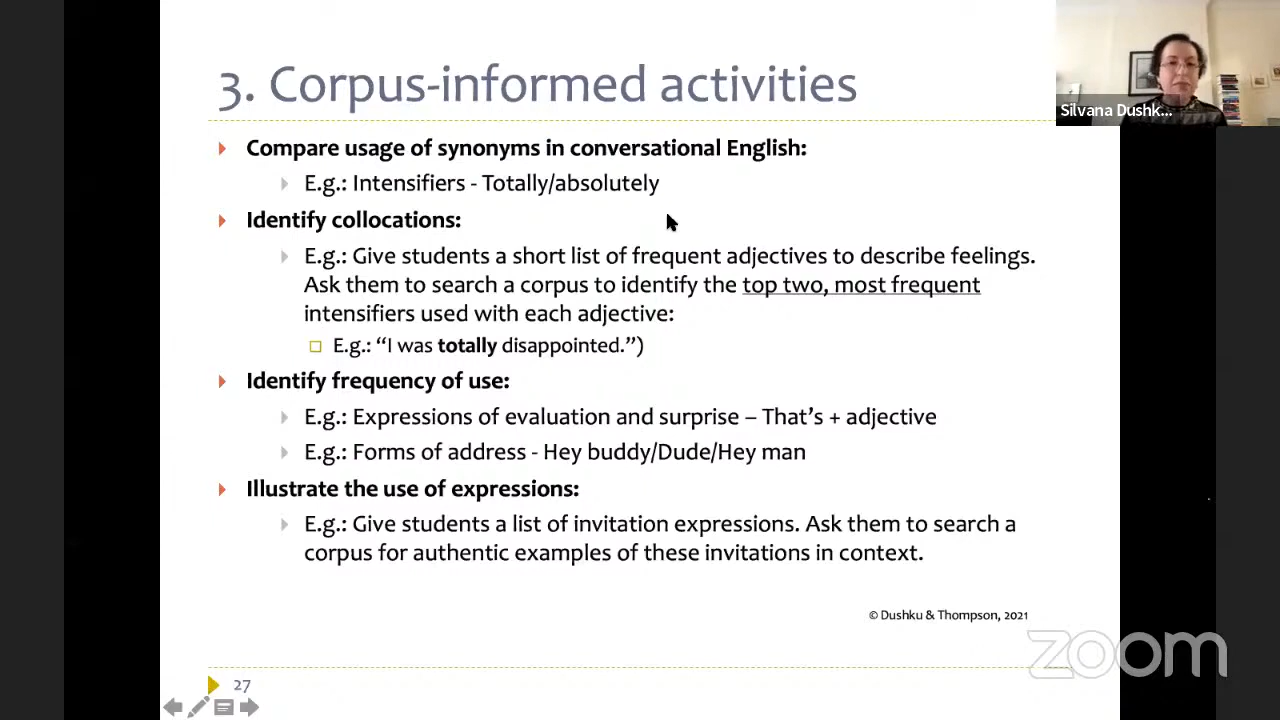 3. Corpus-informed activities
Silvana Dushk...
Compare usage of synonyms in conversational English:
E.g.: Intensifiers - Totally/absolutely
Identify collocations:
E.g.: Give students a short list of frequent adjectives to describe feelings.
Ask them to search a corpus to identify the top two, most frequent
intensifiers used with each adjective:
E.g.: “I was totally disappointed.”)
Identify frequency of use:
E.g.: Expressions of evaluation and surprise – That’s + adjective
E.g.: Forms of address - Hey buddy/Dude/Hey man
Illustrate the use of expressions:
E.g.: Give students a list of invitation expressions. Ask them to search a
corpus for authentic examples of these invitations in context.
© Dushku & Thompson, 2021
zoom
27